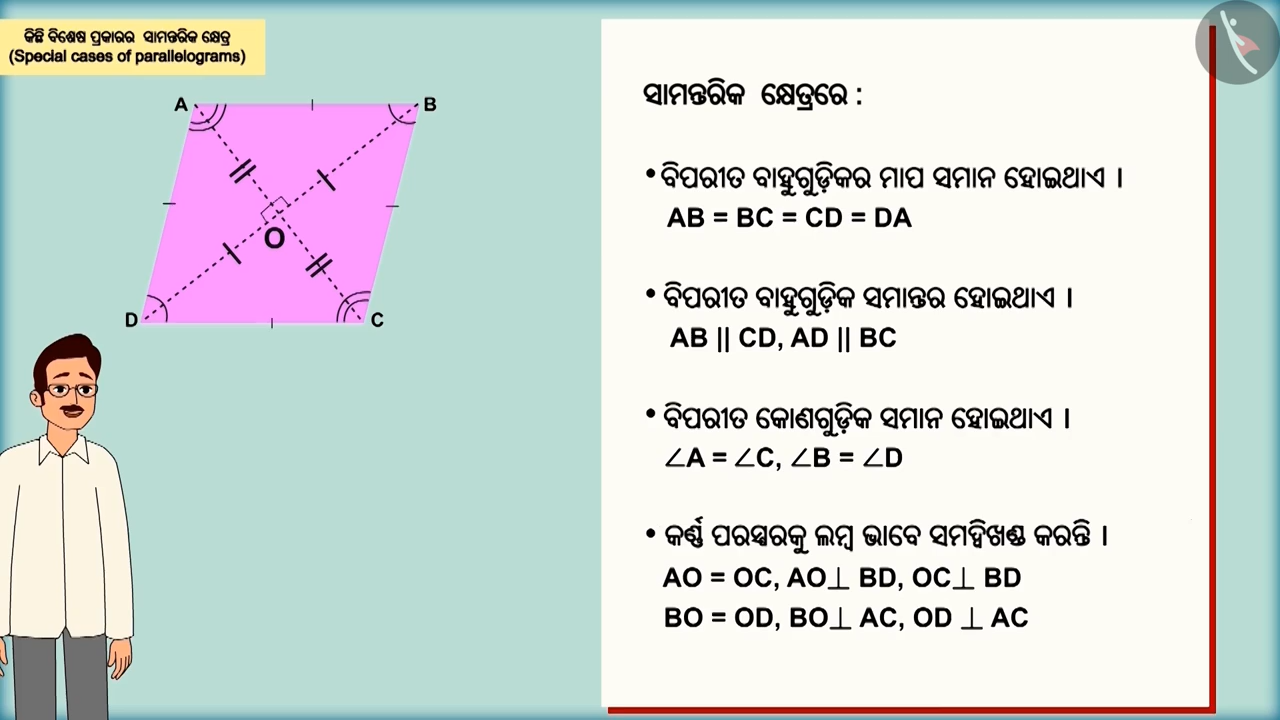 କିଛି ବିଶେଷ ପ୍ରକାରର ସାମନ୍ତରିକ କ୍ଷେତ୍ର
(Special cases of parallelograms)
A
B
O
D
C
ସାମନ୍ତରିକ କ୍ଷେତ୍ରରେ :
• ବିପରୀତ ବାହୁଗୁଡ଼ିକର ମାପ ସମାନ ହୋଇଥାଏ ।
AB = BC = CD = DA
• ବିପରୀତ ବାହୁଗୁଡ଼ିକ ସମାନ୍ତର ହୋଇଥାଏ ।
AB || CD, AD || BC
• ବିପରୀତ କୋଣଗୁଡ଼ିକ ସମାନ ହୋଇଥାଏ ।
∠A = ∠C, ∠B = ∠D
• କର୍ଣ୍ଣ ପରସ୍ପରକୁ ଲମ୍ବ ଭାବେ ସମଦ୍ୱିଖଣ୍ଡ କରନ୍ତି ।
AO = OC, AO⊥ BD, OC⊥ BD
BO = OD, BO⊥ AC, OD ⊥ AC